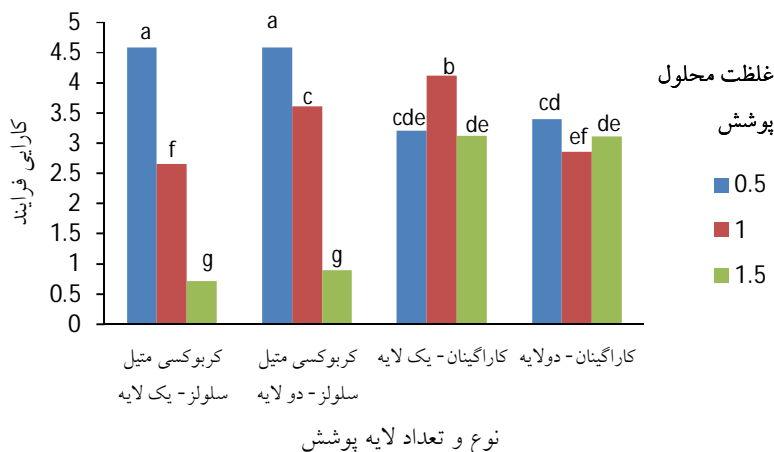 5
4.5
4
3.5
3
2.5
2
1.5
1
0.5
0
کارایی فرایند
a
f
g
a
c
g
cde
b
de
cd
ef
de
کربوکسی متیل
سلولز - یک لایه
کربوکسی متیل
سلولز - دو لایه
کاراگینان - یک لایه
کاراگینان - دولایه
نوع و تعداد لایه پوشش
غلظت محلول
پوشش
0.5
1
1.5